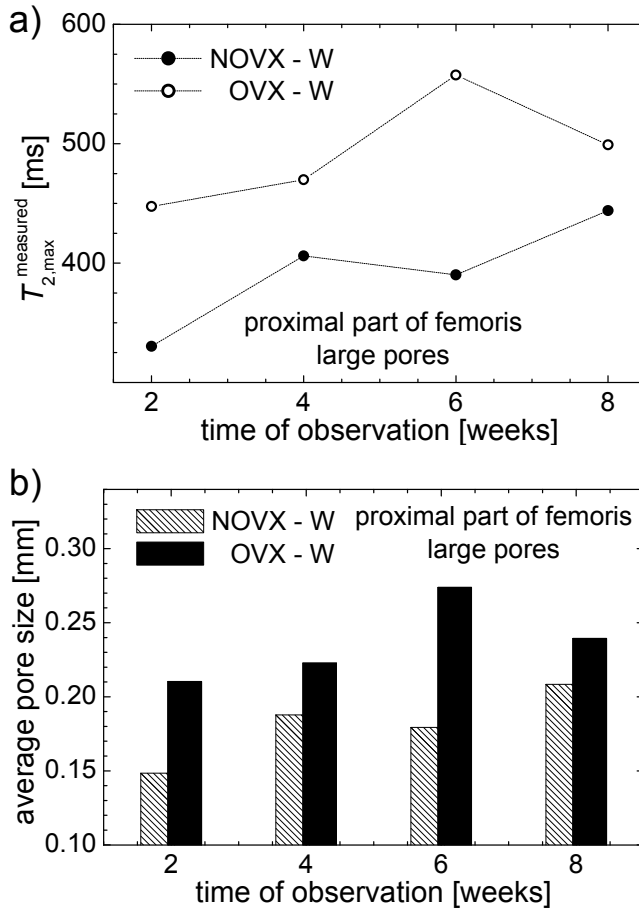 a)
600
500
400
T2,max measured [ms]
NOVX - W
OVX - W
proximal part of femoris
large pores
2 4 6 8
time of observation [weeks]
b)
0.30
0.25
0.20
0.15
0.10
average pore size [mm]
NOVX - W
OVX - W
proximal part of femoris
large pores
2 4 6 8
time of observation [weeks]